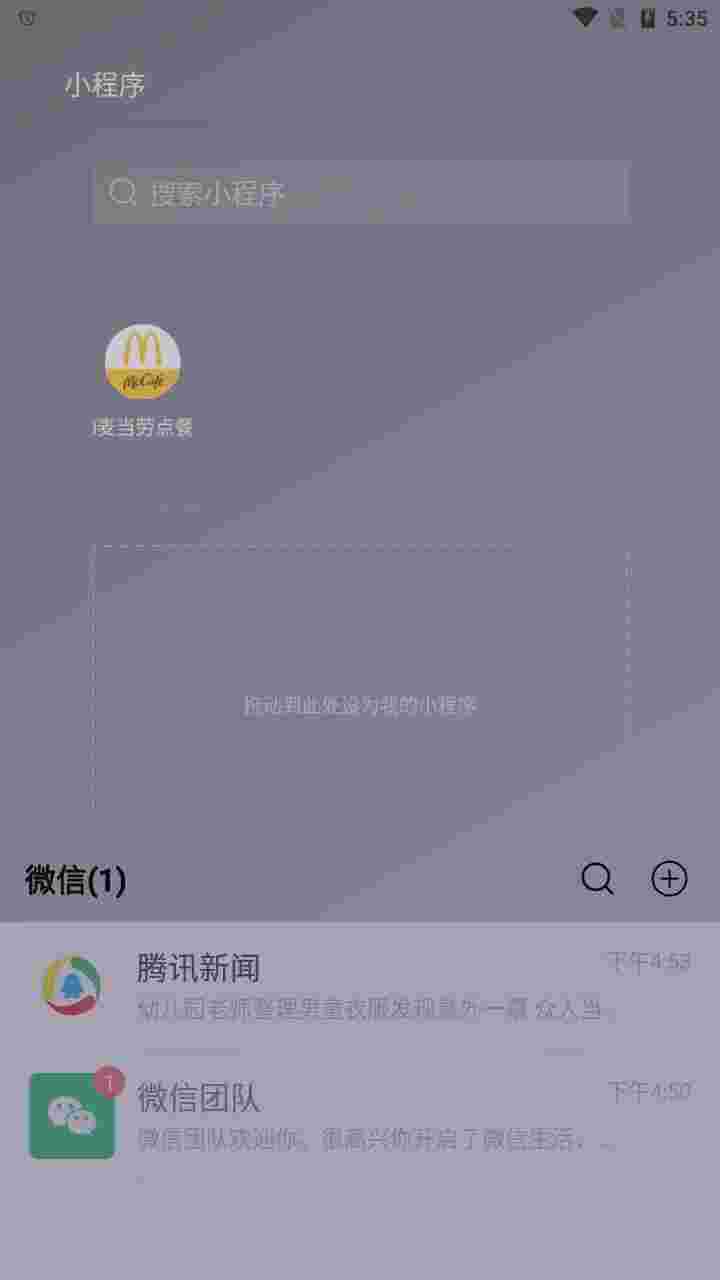 5:35
小程序
搜索小程序
McCafé
i麦当劳点餐
拖动到此处设为我的小程序
微信(1)
腾讯新闻
下午4:53
幼儿园老师整理男童衣服发现意外一幕 众人当...
1
微信团队
下午4:50
微信团队欢迎你。很高兴你开启了微信生活，...